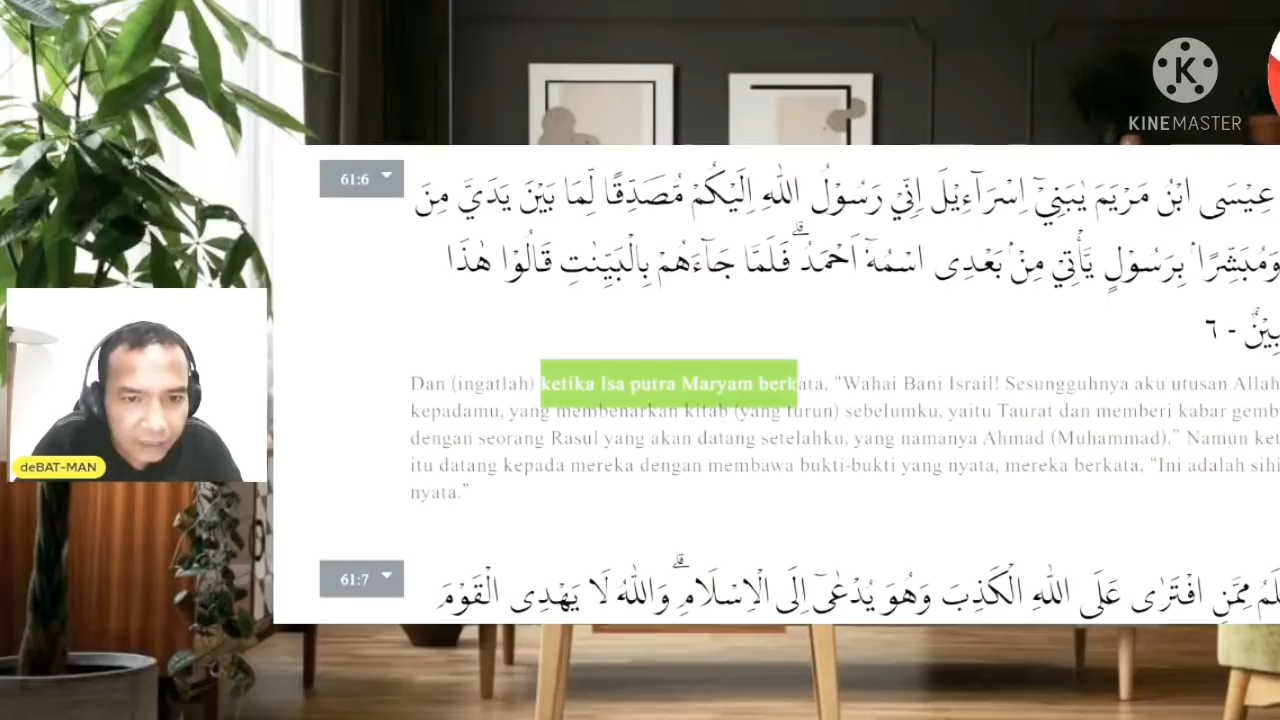 KINEMASTER
61:6
عِيْسَى ابْنُ مَرْيَمَ يٰبَنِيْٓ اِسْرَاۤءِيْلَ اِنِّيْ رَسُوْلُ اللّٰهِ اِلَيْكُمْ مُّصَدِّقًا لِّمَا بَيْنَ يَدَيَّ مِنَ
وَمُبَشِّرًاۢ بِرَسُوْلٍ يَّأْتِيْ مِنْۢ بَعْدِى اسْمُهٗٓ اَحْمَدُۗ فَلَمَّا جَاۤءَهُمْ بِالْبَيِّنٰتِ قَالُوْا هٰذَا
بِيْنٌ - ٦
Dan (ingatlah) ketika Isa putra Maryam berkata, “Wahai Bani Israil! Sesungguhnya aku utusan Allah
kepadamu, yang membenarkan kitab (yang turun) sebelumku, yaitu Taurat dan memberi kabar gemb
dengan seorang Rasul yang akan datang setelahku, yang namanya Ahmad (Muhammad).” Namun ket
itu datang kepada mereka dengan membawa bukti-bukti yang nyata, mereka berkata, “Ini adalah sihi
nyata.”
deBAT-MAN
61:7
لَمُ مِمَّنِ افْتَرٰى عَلَى اللّٰهِ الْكَذِبَ وَهُوَ يُدْعٰىٓ اِلَى الْاِسْلَامِۗ وَاللّٰهُ لَا يَهْدِى الْقَوْمَ